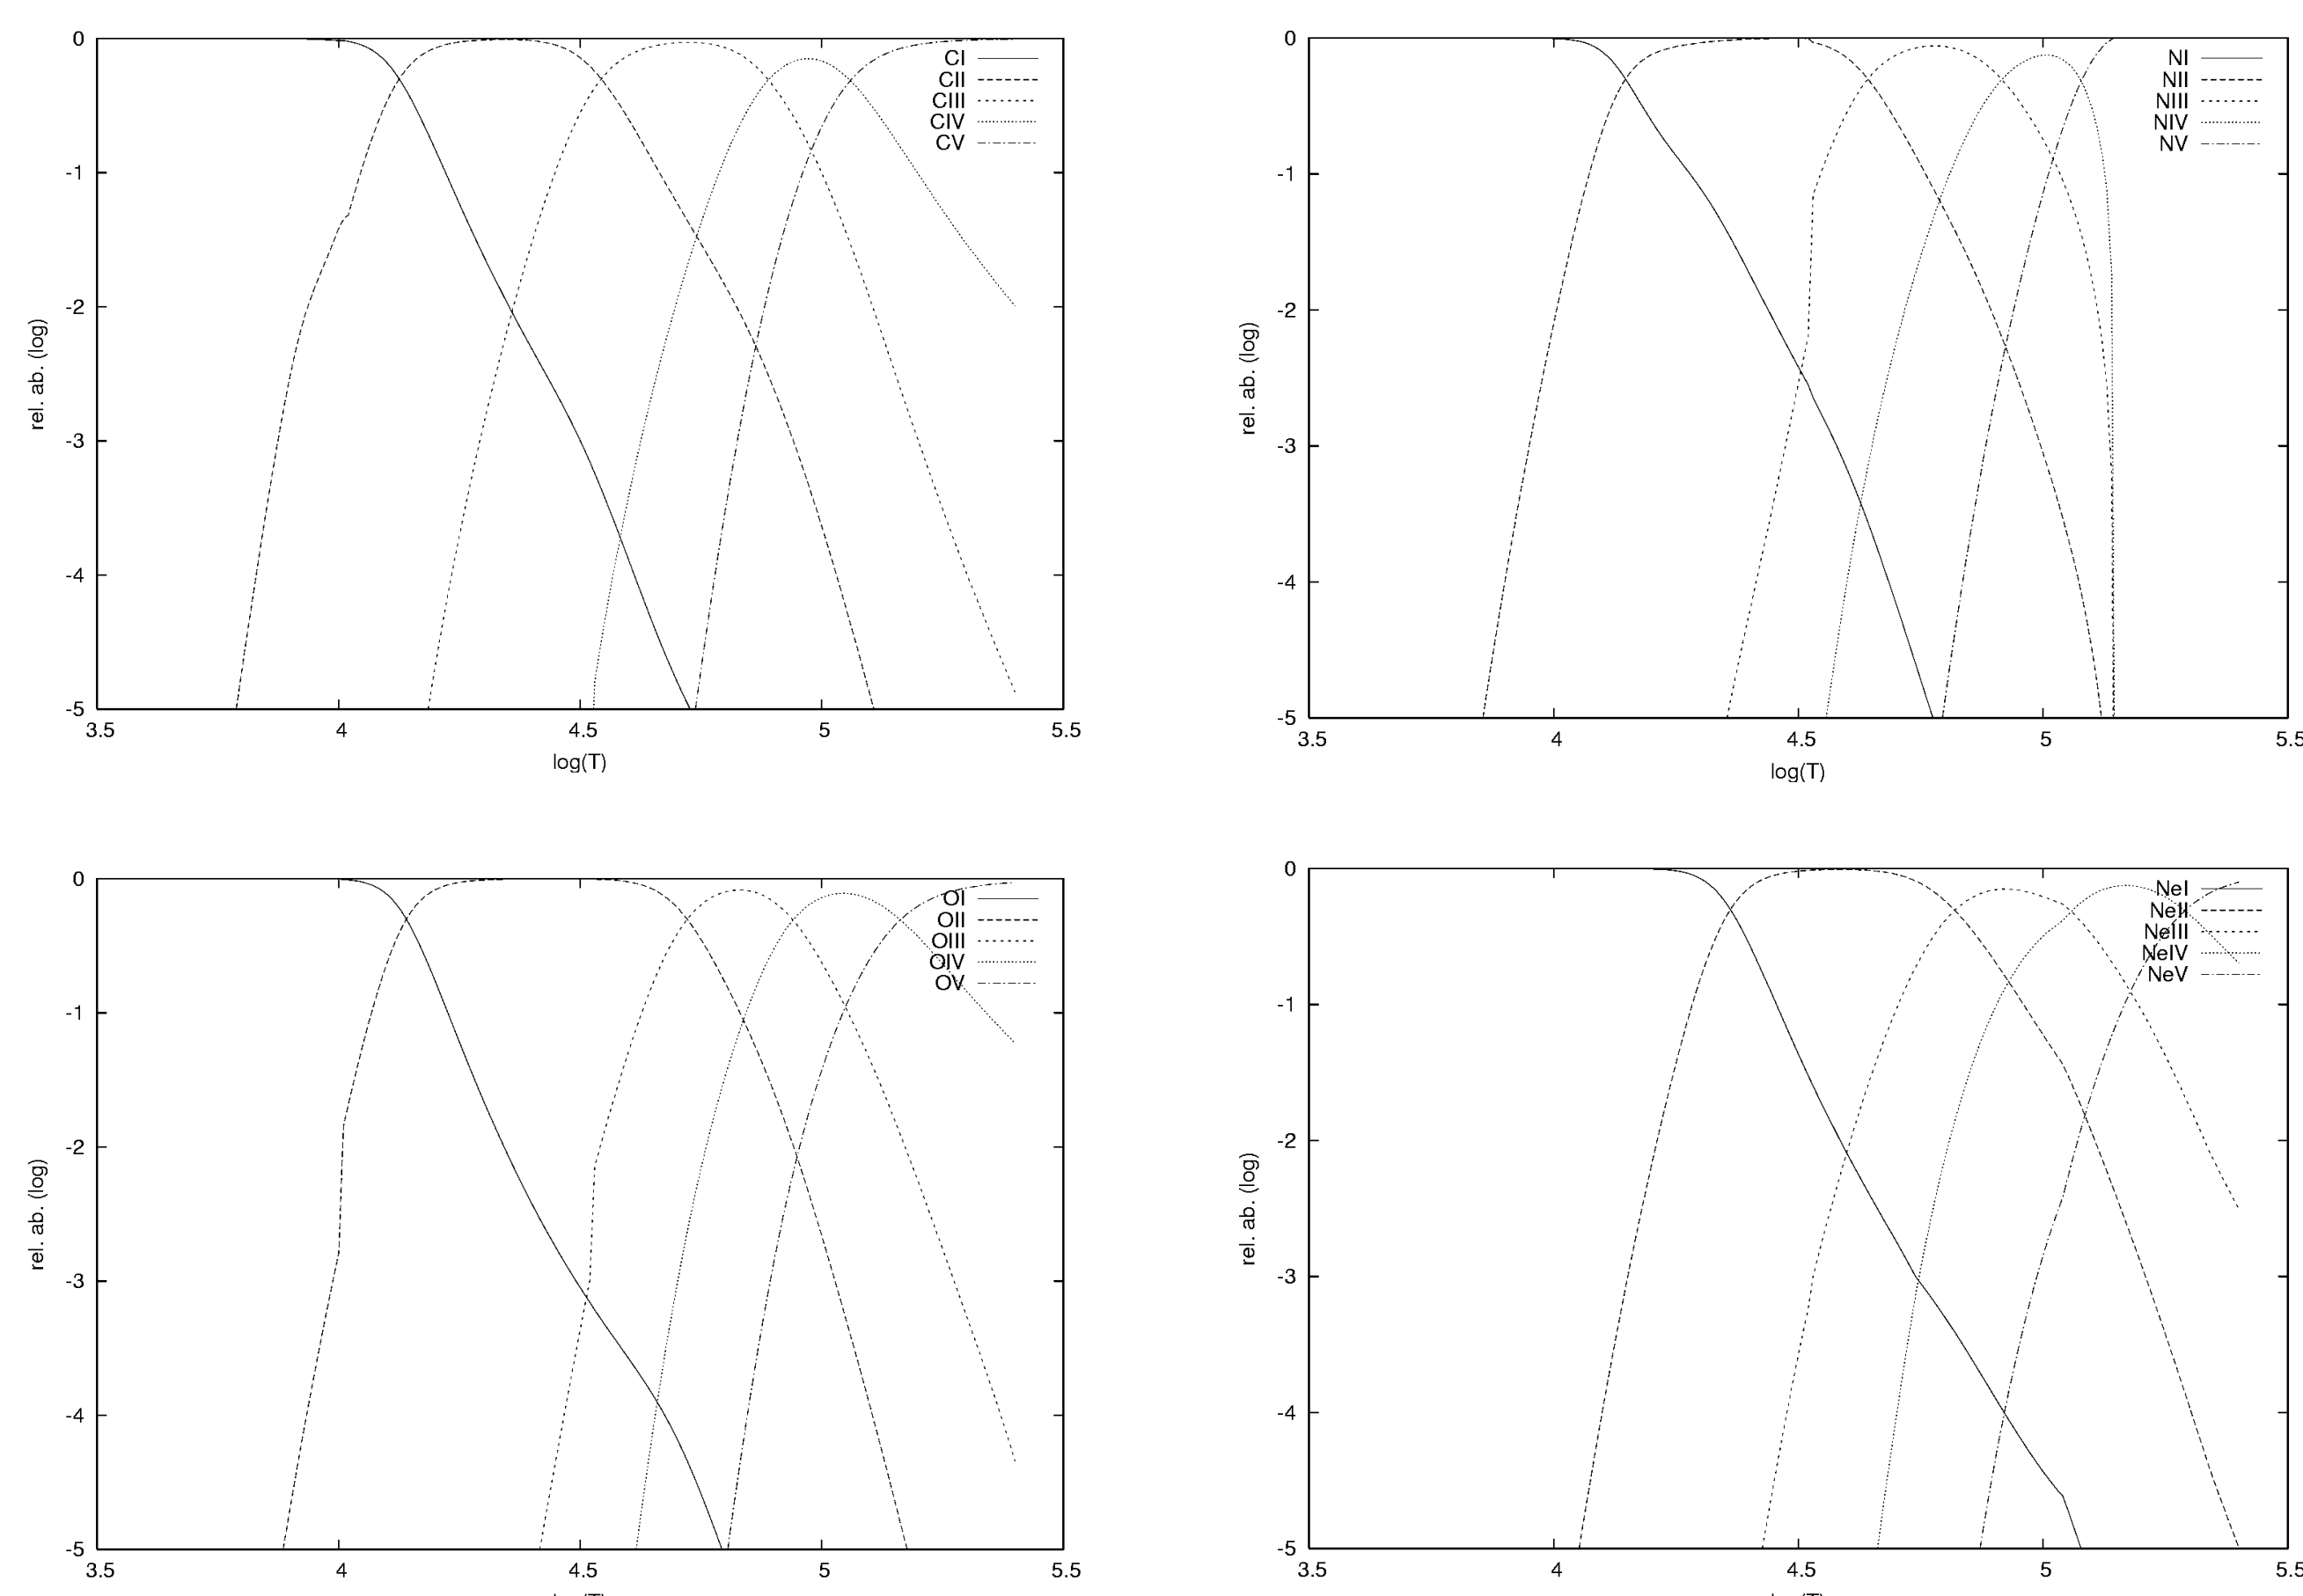 0
-1
-2
-3
-4
-5
rel. ab. (log)
3.5 4 4.5 5 5.5
log(T)
CI
CII
CIII
CIV
CV
0
-1
-2
-3
-4
-5
rel. ab. (log)
3.5 4 4.5 5 5.5
log(T)
NI
NII
NIII
NIV
NV
0
-1
-2
-3
-4
-5
rel. ab. (log)
3.5 4 4.5 5 5.5
log(T)
OI
OII
OIII
OIV
OV
0
-1
-2
-3
-4
-5
rel. ab. (log)
3.5 4 4.5 5 5.5
log(T)
NeI
NeII
NeIII
NeIV
NeV